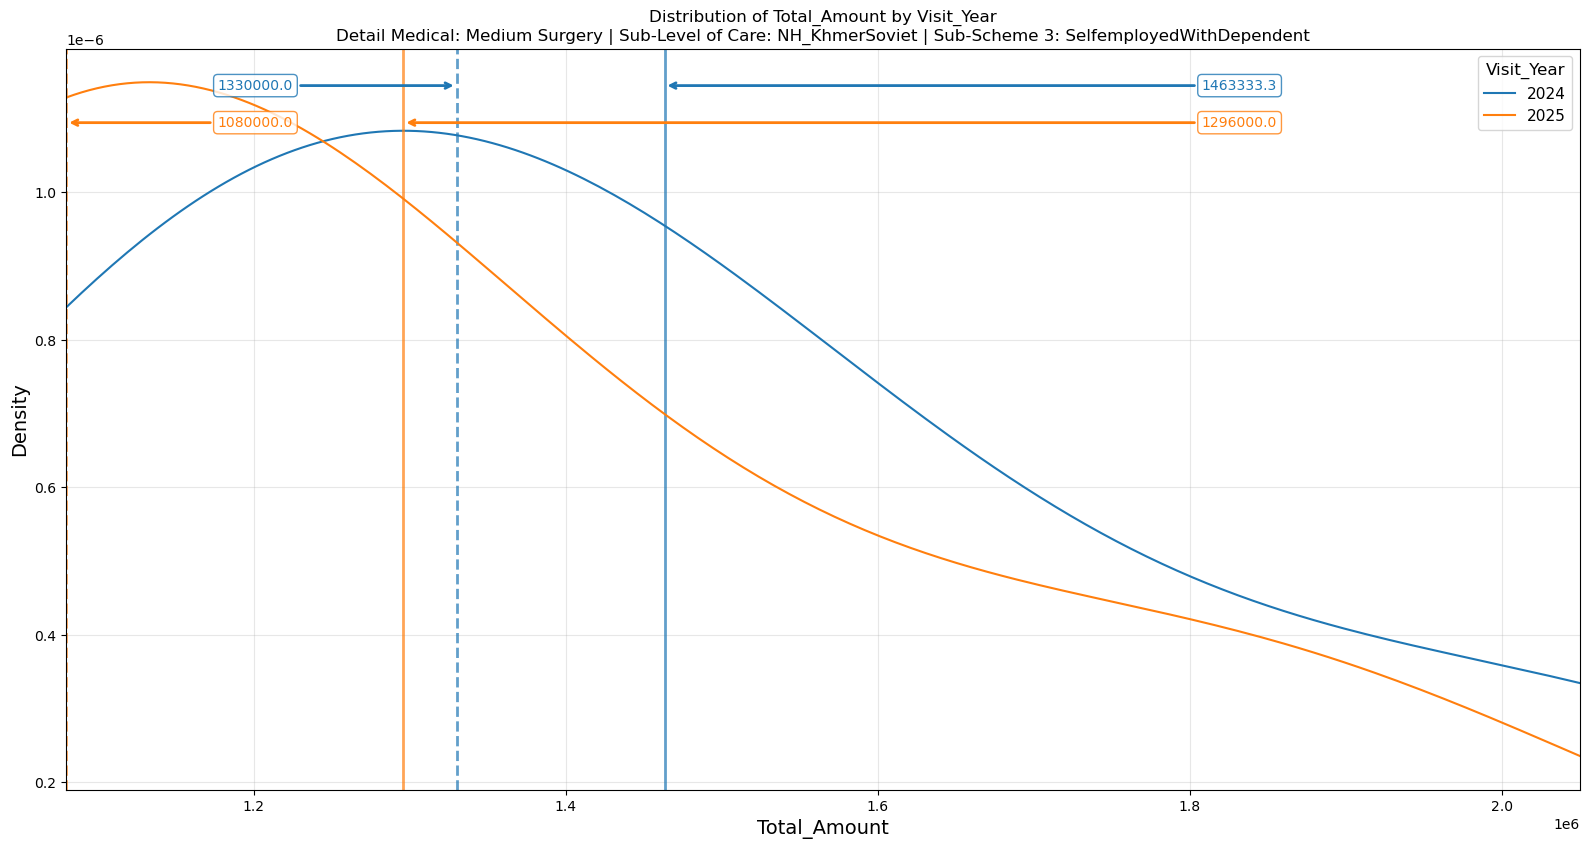 Distribution of Total_Amount by Visit_Year
Detail Medical: Medium Surgery | Sub-Level of Care: NH_KhmerSoviet | Sub-Scheme 3: SelfemployedWithDependent
1e−6
1330000.0
1463333.3
1080000.0
1296000.0
Visit_Year
2024
2025
1.0
0.8
0.6
0.4
0.2
Density
1.2
1.4
1.6
1.8
2.0
1e6
Total_Amount